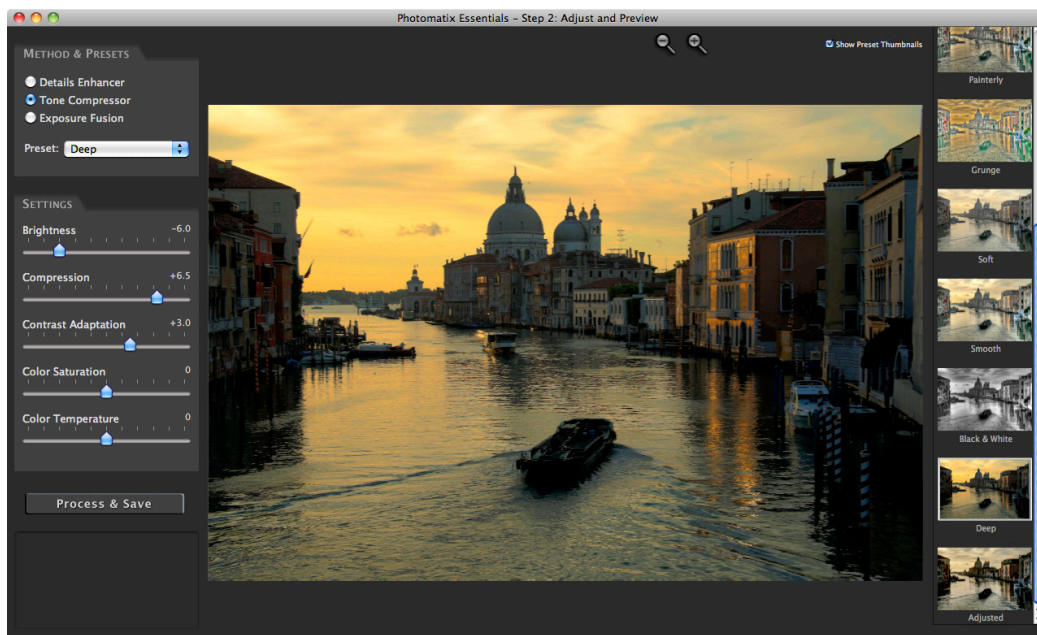 Photomatix Essentials - Step 2: Adjust and Preview
METHOD & PRESETS
Details Enhancer
Tone Compressor
Exposure Fusion
Preset: Deep
SETTINGS
Brightness -6.0
Compression +6.5
Contrast Adaptation +3.0
Color Saturation 0
Color Temperature 0
Process & Save
Show Preset Thumbnails
Painterly
Grunge
Soft
Smooth
Black & White
Deep
Adjusted